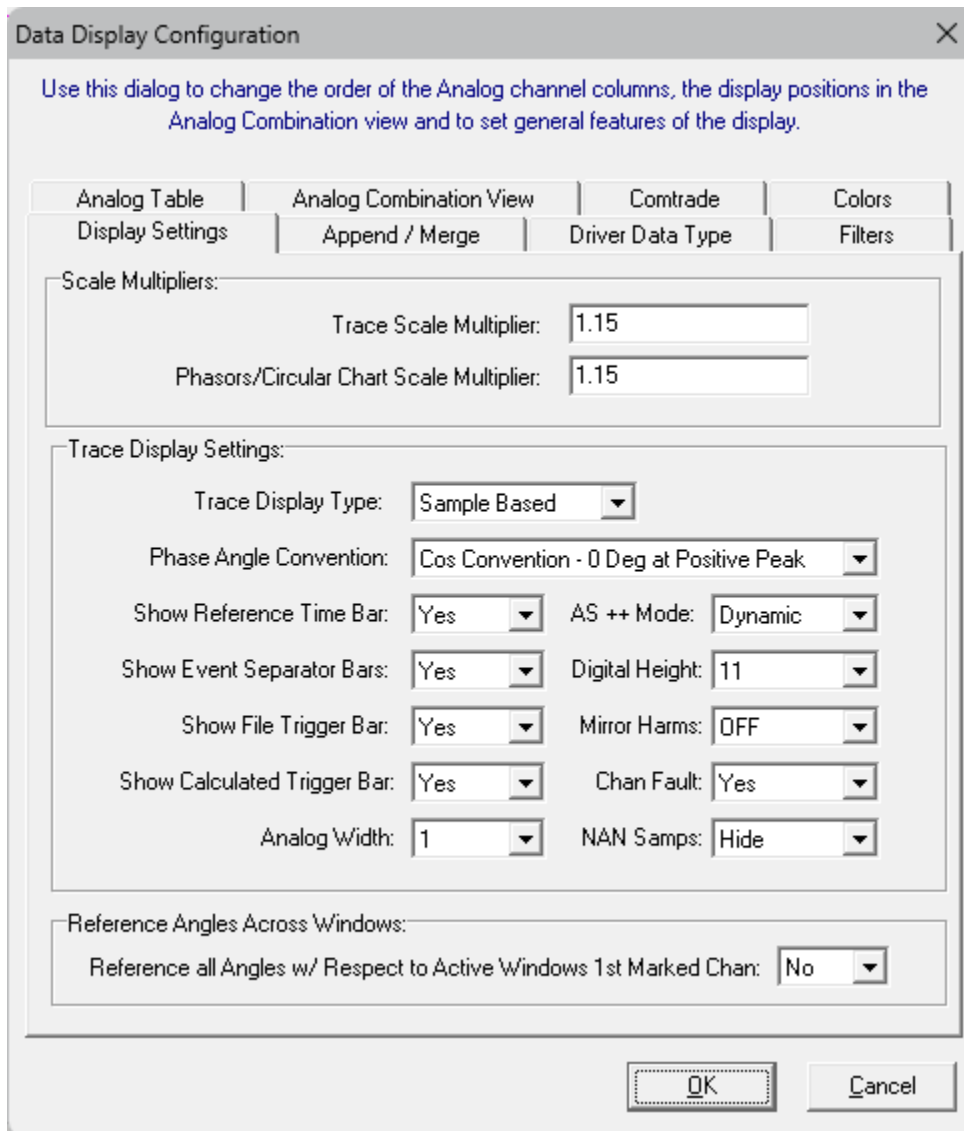 Data Display Configuration
Use this dialog to change the order of the Analog channel columns, the display positions in the
Analog Combination view and to set general features of the display.
Analog Table Analog Combination View Comtrade Colors
Display Settings Append / Merge Driver Data Type Filters
Scale Multipliers:
Trace Scale Multiplier: 1.15
Phasors/Circular Chart Scale Multiplier: 1.15
Trace Display Settings:
Trace Display Type: Sample Based
Phase Angle Convention: Cos Convention - 0 Deg at Positive Peak
Show Reference Time Bar: Yes AS ++ Mode: Dynamic
Show Event Separator Bars: Yes Digital Height: 11
Show File Trigger Bar: Yes Mirror Harms: OFF
Show Calculated Trigger Bar: Yes Chan Fault: Yes
Analog Width: 1 NAN Samps: Hide
Reference Angles Across Windows:
Reference all Angles w/ Respect to Active Windows 1st Marked Chan: No
OK Cancel